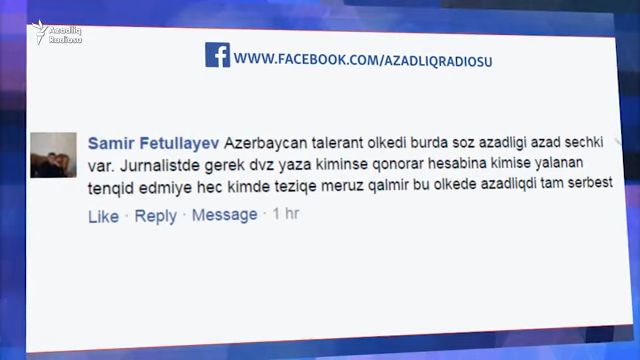 Azadlıq
Radiosu
WWW.FACEBOOK.COM/AZADLIQRADIOSU
Samir Fetullayev Azerbaycan talerant olkedi burda soz azadligi azad sechki
var. Jurnalistde gerek dvz yaza kiminse qonorar hesabina kimise yalanan
tenqid edmiye hec kimde teziqe meruz qalmir bu olkede azadliqdi tam serbest
Like · Reply · Message · 1 hr